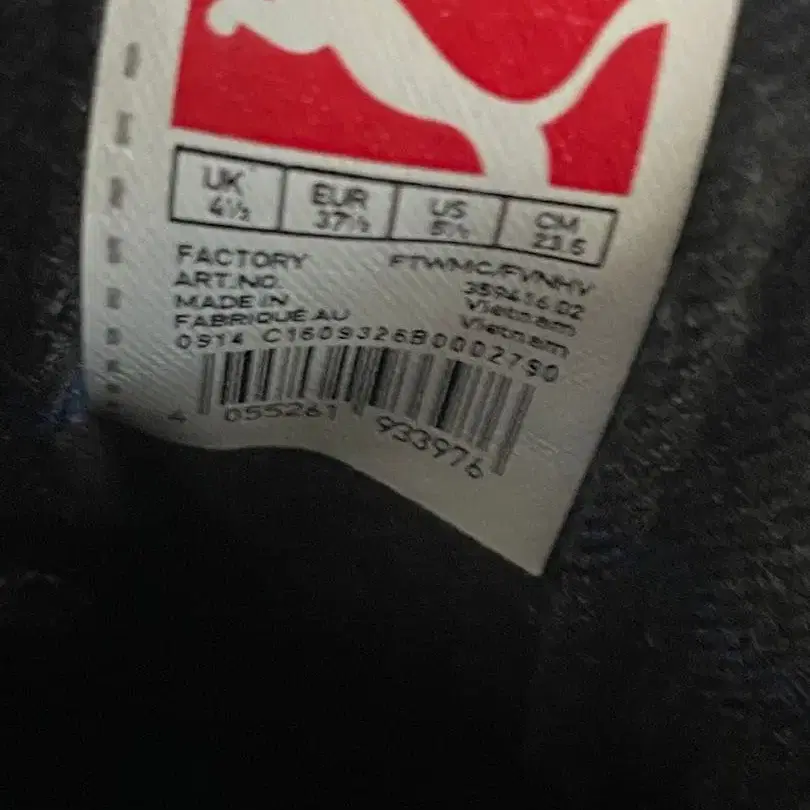 UK EUR US CM
4½ 37½ 5½ 23.5
FACTORY FTWMC/FVNHV
ART.NO. 359416 02
MADE IN Vietnam
FABRIQUÉ AU Vietnam
0914 C1609326B0002790
4 055261 933976